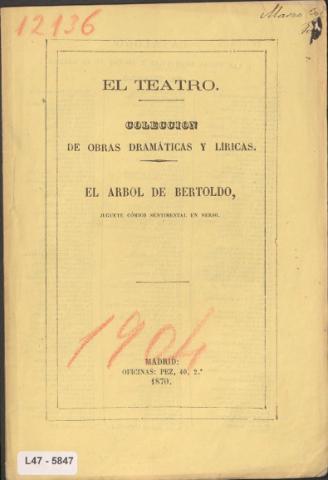 12136
EL TEATRO.
COLECCION
DE OBRAS DRAMÁTICAS Y LÍRICAS.
EL ARBOL DE BERTOLDO,
JUGUETE CÓMICO SENTIMENTAL EN VERSO.
1904
MADRID:
OFICINAS: PEZ, 40, 2.º
1870.
L47 - 5847